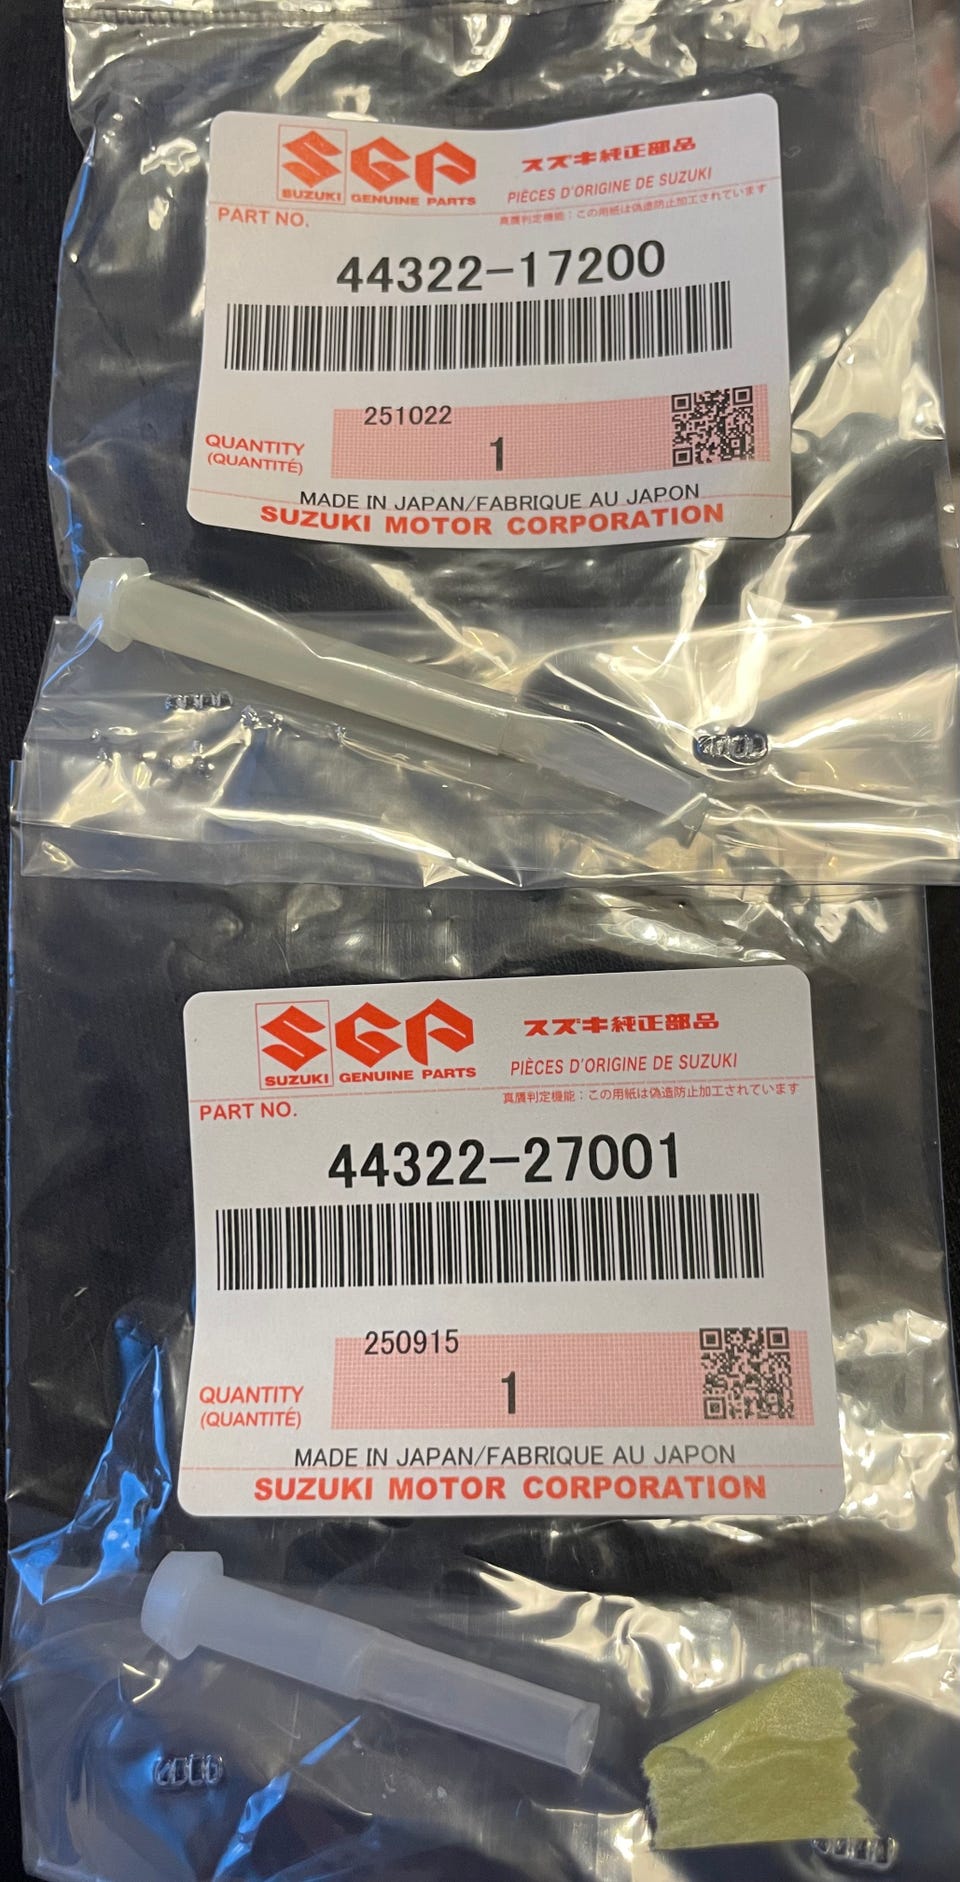 SGP
スズキ純正部品
SUZUKI GENUINE PARTS
PIÈCES D'ORIGINE DE SUZUKI
PART NO.
真贋判定機能：この用紙は偽造防止加工されています
44322-17200
251022
QUANTITY
1
(QUANTITÉ)
MADE IN JAPAN/FABRIQUE AU JAPON
SUZUKI MOTOR CORPORATION
SGP
スズキ純正部品
SUZUKI GENUINE PARTS
PIÈCES D'ORIGINE DE SUZUKI
PART NO.
真贋判定機能：この用紙は偽造防止加工されています
44322-27001
250915
QUANTITY
1
(QUANTITÉ)
MADE IN JAPAN/FABRIQUE AU JAPON
SUZUKI MOTOR CORPORATION